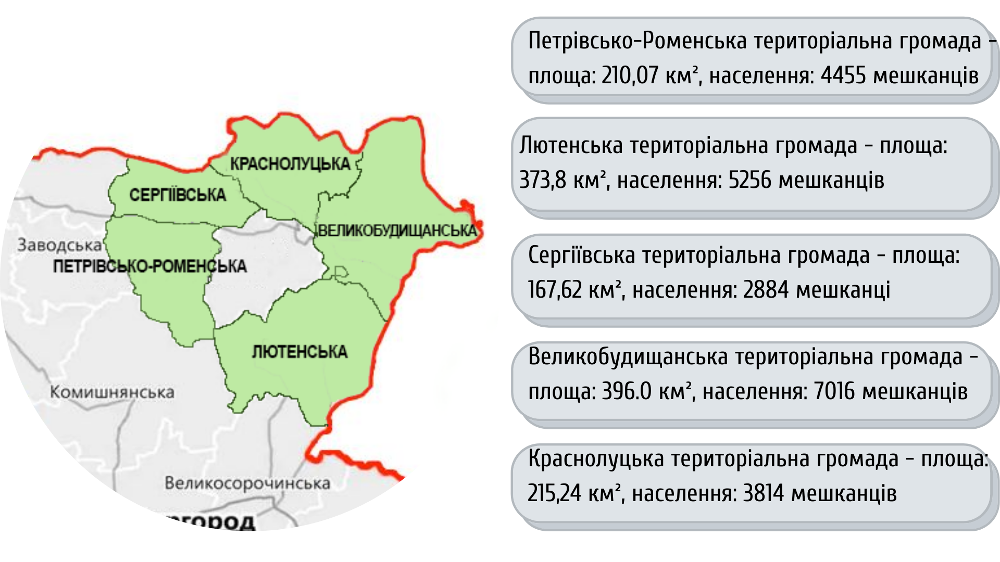 КРАСНОЛУЦЬКА
СЕРГІЇВСЬКА
ВЕЛИКОБУДИЩАНСЬКА
Заводська
ПЕТРІВСЬКО-РОМЕНСЬКА
ЛЮТЕНСЬКА
Комишнянська
Великосорочинська
ргород
Петрівсько-Роменська територіальна громада -
площа: 210,07 км², населення: 4455 мешканців
Лютенська територіальна громада - площа:
373,8 км², населення: 5256 мешканців
Сергіївська територіальна громада - площа:
167,62 км², населення: 2884 мешканці
Великобудищанська територіальна громада -
площа: 396.0 км², населення: 7016 мешканців
Краснолуцька територіальна громада - площа:
215,24 км², населення: 3814 мешканців